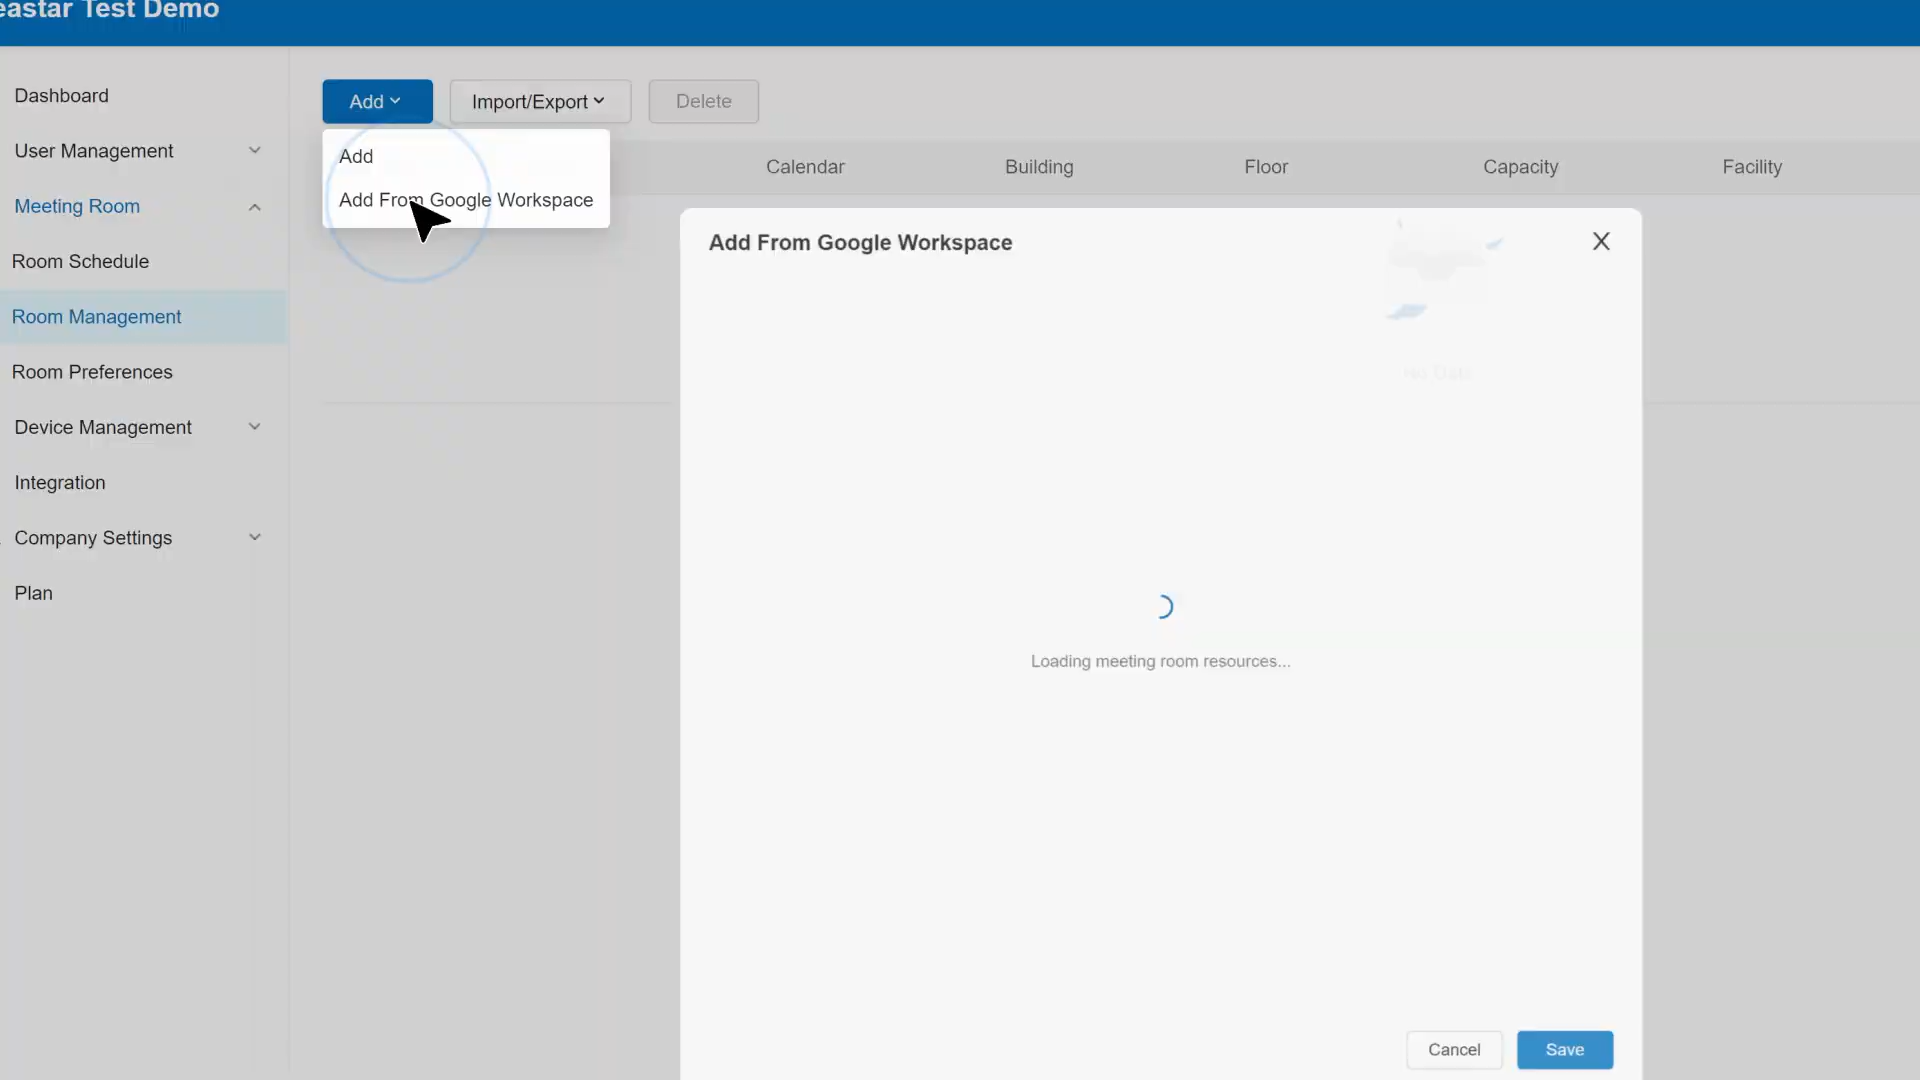 eastar Test Demo
Dashboard
User Management
Meeting Room
Room Schedule
Room Management
Room Preferences
Device Management
Integration
Company Settings
Plan
Add
Import/Export
Delete
Add
Add From Google Workspace
Calendar
Building
Floor
Capacity
Facility
Add From Google Workspace
No Data
Loading meeting room resources...
Cancel
Save